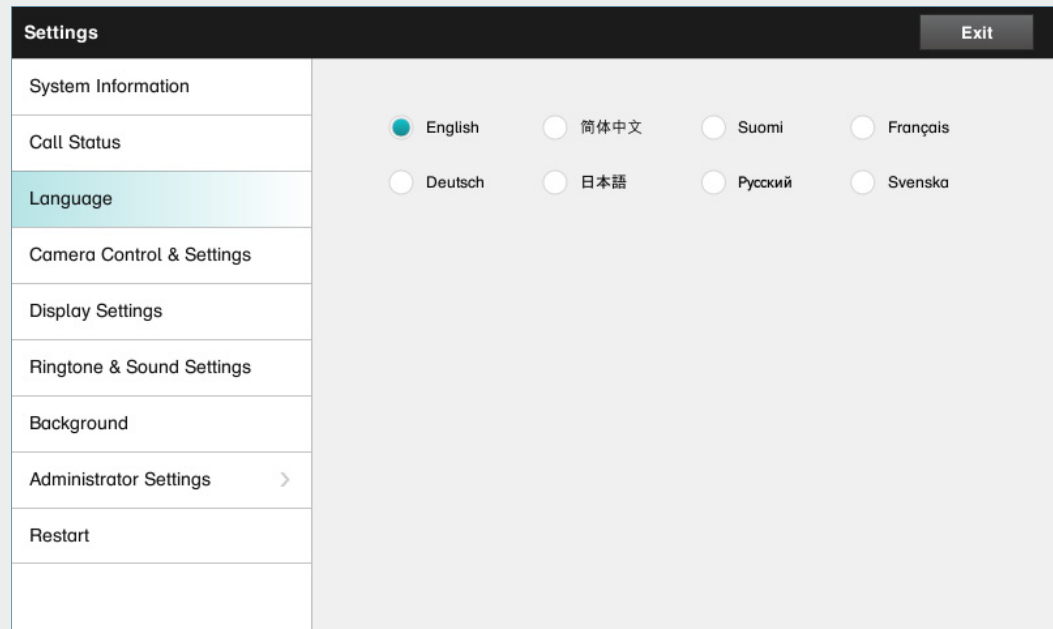 Settings
Exit
System Information
Call Status
Language
Camera Control & Settings
Display Settings
Ringtone & Sound Settings
Background
Administrator Settings
Restart
English 简体中文 Suomi Français
Deutsch 日本語 Русский Svenska